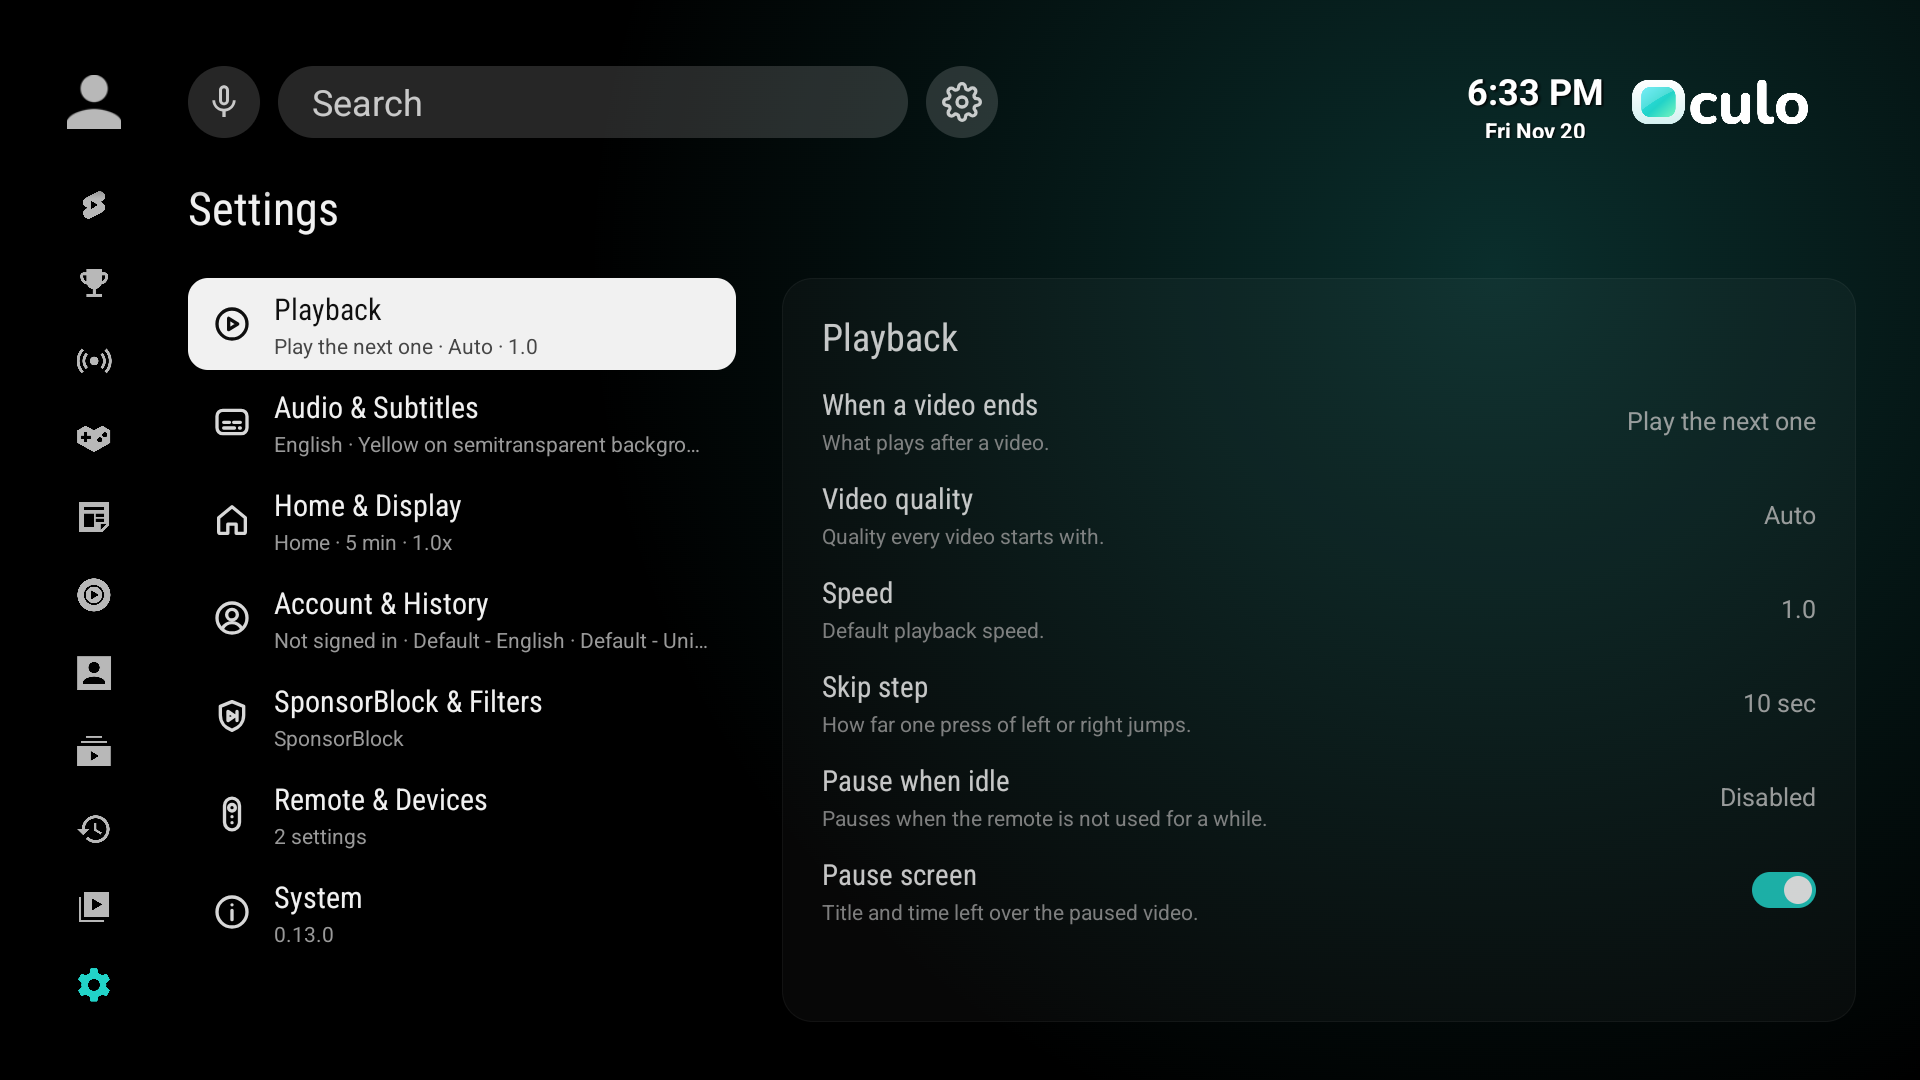 Search
6:33 PM
Fri Nov 20
Oculo
Settings
Playback
Play the next one · Auto · 1.0
Audio & Subtitles
English · Yellow on semitransparent backgro...
Home & Display
Home · 5 min · 1.0x
Account & History
Not signed in · Default - English · Default - Uni...
SponsorBlock & Filters
SponsorBlock
Remote & Devices
2 settings
System
0.13.0
Playback
When a video ends
What plays after a video.
Play the next one
Video quality
Quality every video starts with.
Auto
Speed
Default playback speed.
1.0
Skip step
How far one press of left or right jumps.
10 sec
Pause when idle
Pauses when the remote is not used for a while.
Disabled
Pause screen
Title and time left over the paused video.